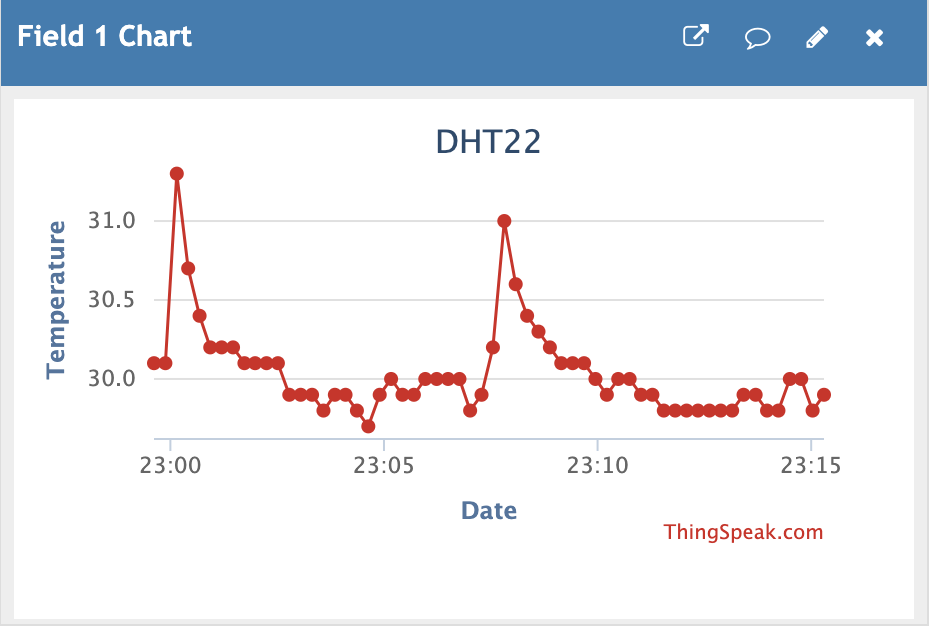 Field 1 Chart
DHT22
Temperature
31.0
30.5
30.0
23:00 23:05 23:10 23:15
Date
ThingSpeak.com